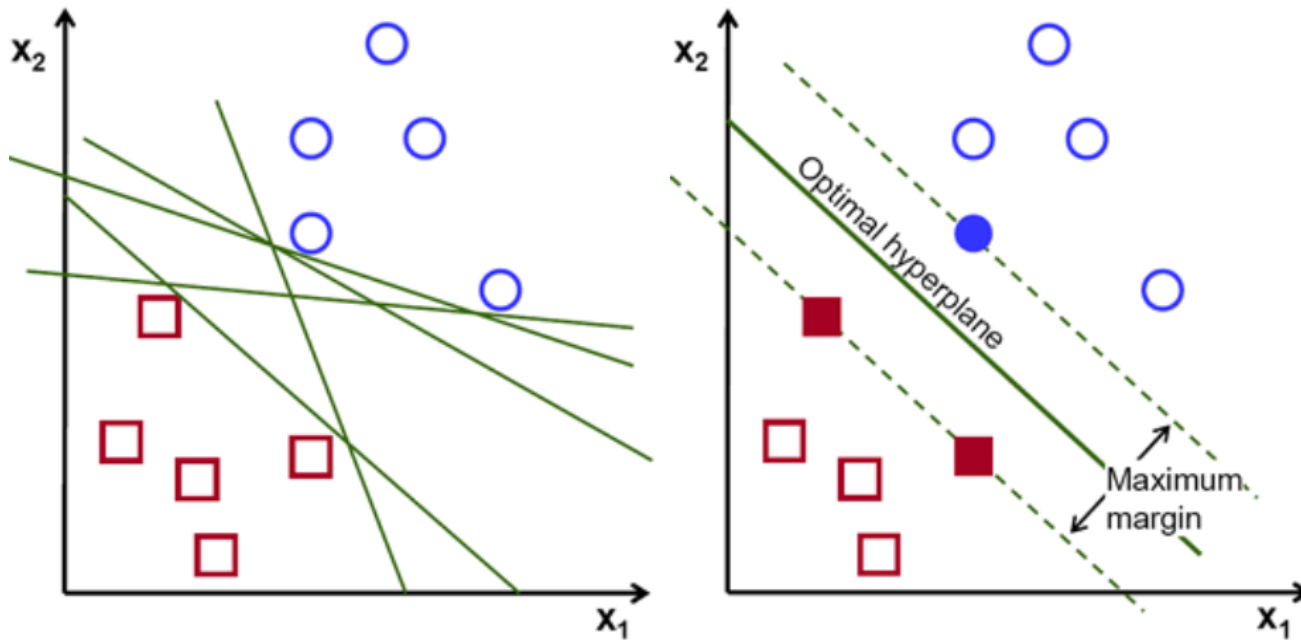 x₂
x₁
x₂
Optimal hyperplane
Maximum
margin
x₁